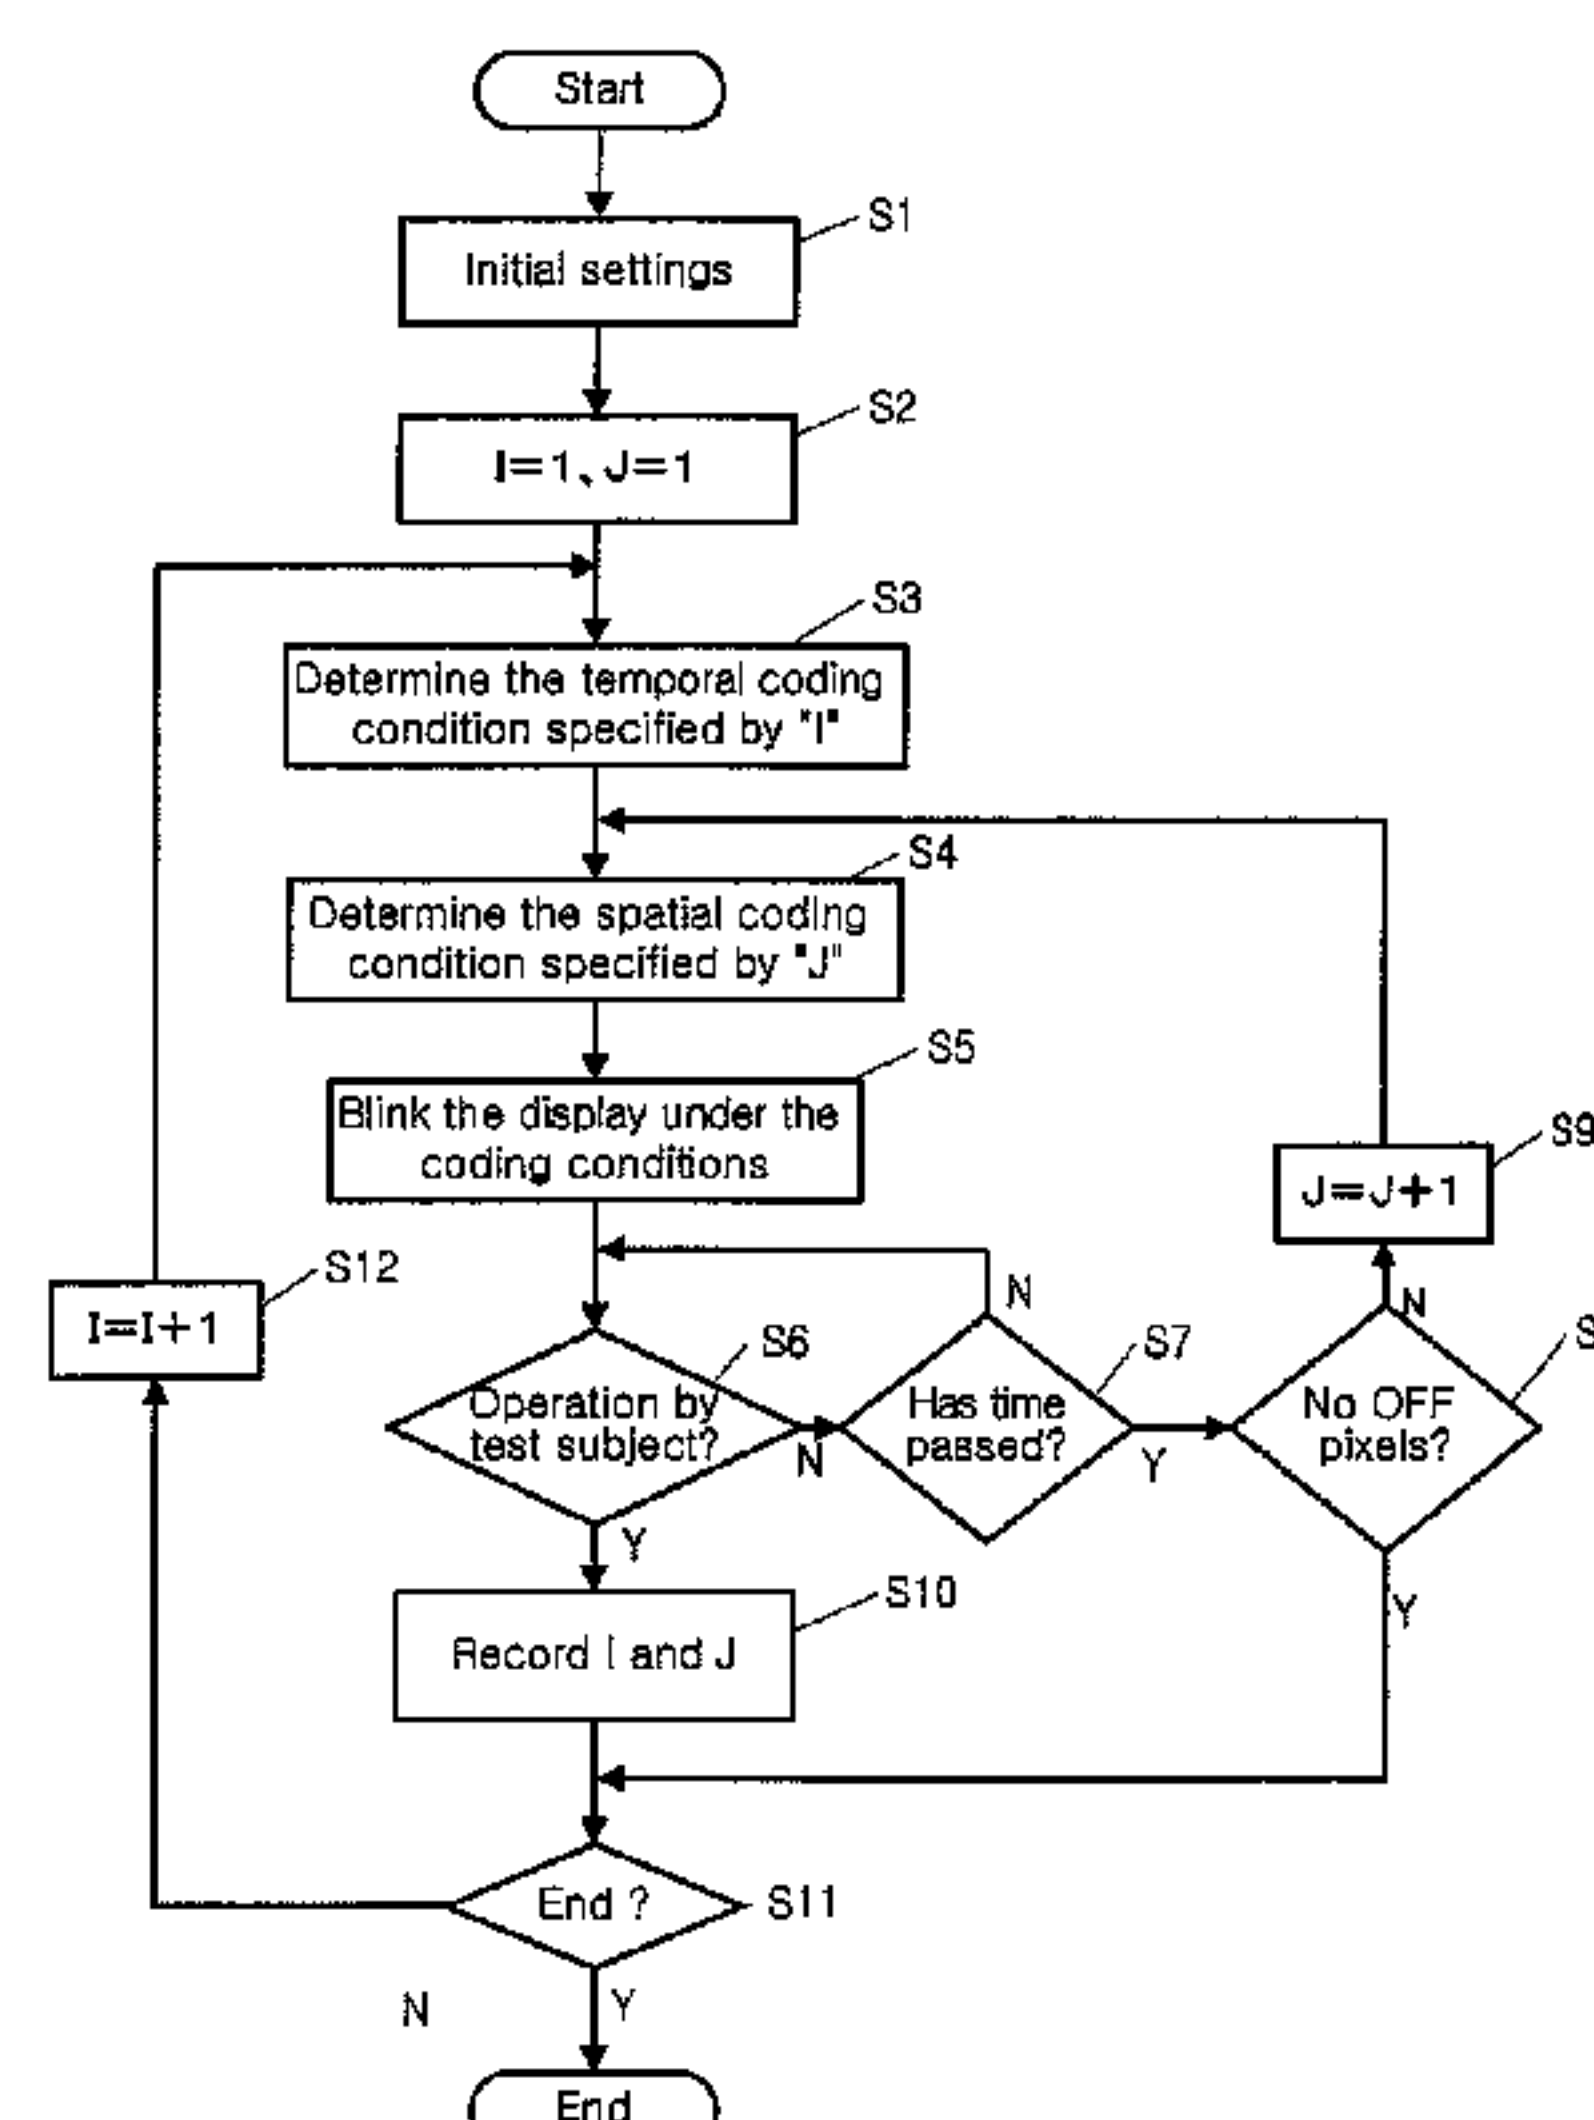 Start
S1
Initial settings
S2
I=1、J=1
S3
Determine the temporal coding
condition specified by "I"
S4
Determine the spatial coding
condition specified by "J"
S5
Blink the display under the
coding conditions
S9
J=J+1
S12
I=I+1
N
N
S6
S7
S
Operation by
test subject?
Has time
passed?
No OFF
pixels?
N
Y
Y
Y
S10
Record I and J
End ?
S11
N
Y
End